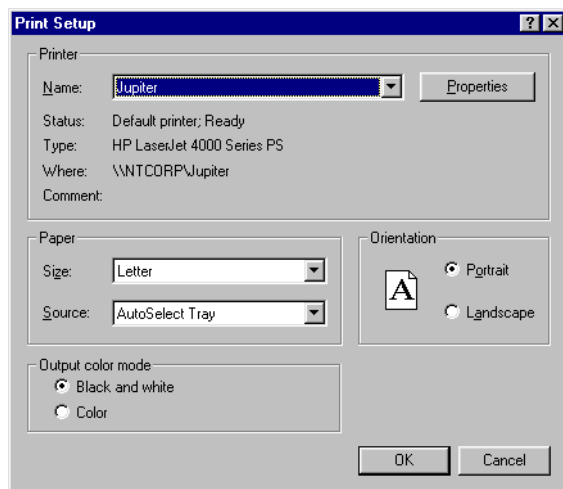 Print Setup
Printer
Name: Jupiter Properties
Status: Default printer; Ready
Type: HP LaserJet 4000 Series PS
Where: \\NTCORP\Jupiter
Comment:
Paper
Size: Letter
Source: AutoSelect Tray
Orientation
A
Portrait
Landscape
Output color mode
Black and white
Color
OK Cancel